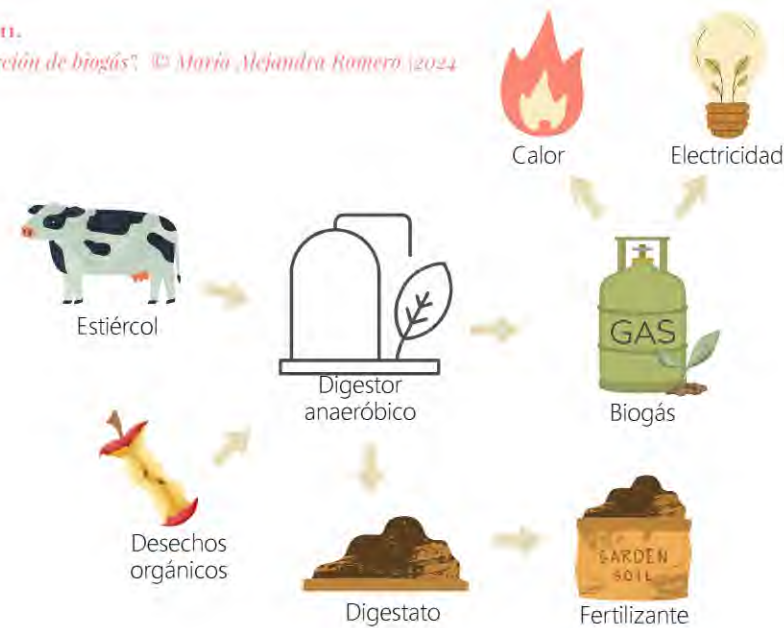 ción de biogás". © María Alejandra Romero |2024
Calor
Electricidad
Estiércol
Digestor
anaeróbico
GAS
Biogás
Desechos
orgánicos
Digestato
GARDEN
SOIL
Fertilizante